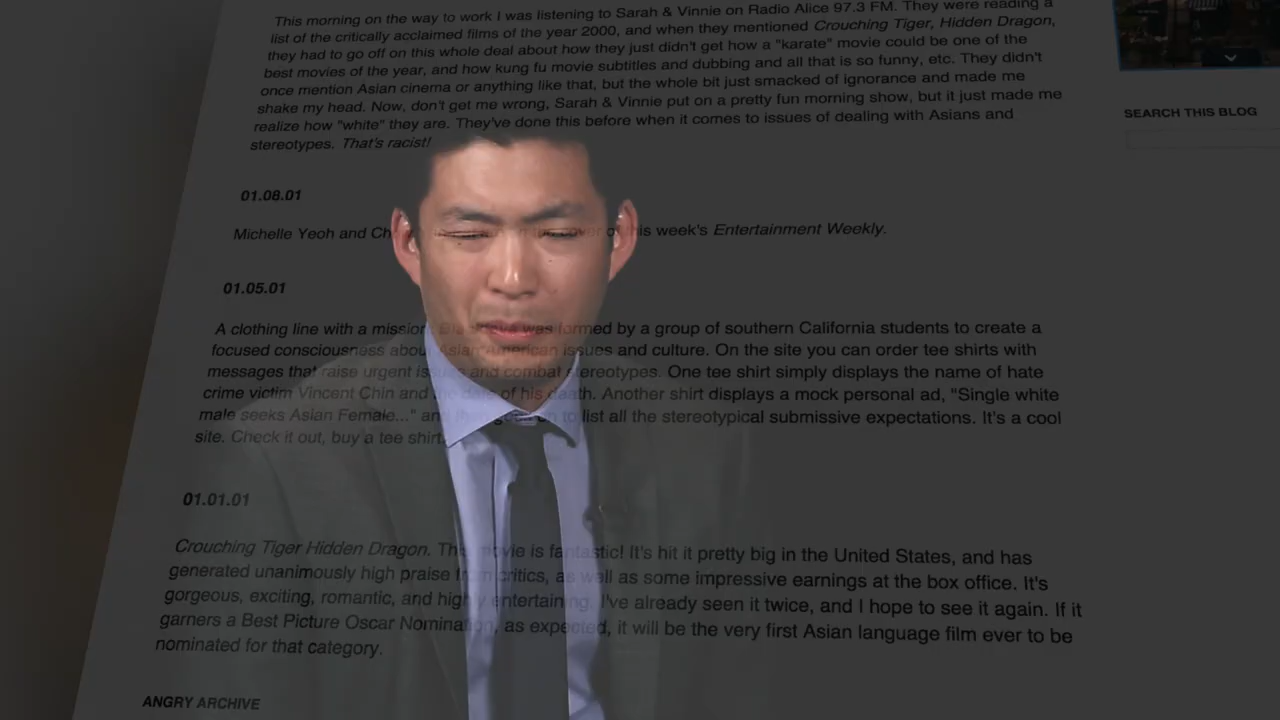 This morning on the way to work I was listening to Sarah & Vinnie on Radio Alice 97.3 FM. They were reading a
list of the critically acclaimed films of the year 2000, and when they mentioned Crouching Tiger, Hidden Dragon,
they had to go off on this whole deal about how they just didn't get how a "karate" movie could be one of the
best movies of the year, and how kung fu movie subtitles and dubbing and all that is so funny, etc. They didn't
once mention Asian cinema or anything like that, but the whole bit just smacked of ignorance and made me
shake my head. Now, don't get me wrong, Sarah & Vinnie put on a pretty fun morning show, but it just made me
realize how "white" they are. They've done this before when it comes to issues of dealing with Asians and
stereotypes. That's racist!
SEARCH THIS BLOG
01.08.01
Michelle Yeoh and this week's Entertainment Weekly.
01.05.01
A clothing line with a mission: was formed by a group of southern California students to create a
focused consciousness about Asian American issues and culture. On the site you can order tee shirts with
messages that raise urgent issues and combat stereotypes. One tee shirt simply displays the name of hate
crime victim Vincent Chin and the date of his death. Another shirt displays a mock personal ad, "Single white
male seeks Asian Female..." and then goes on to list all the stereotypical submissive expectations. It's a cool
site. Check it out, buy a tee shirt.
01.01.01
Crouching Tiger Hidden Dragon. This movie is fantastic! It's hit it pretty big in the United States, and has
generated unanimously high praise from critics, as well as some impressive earnings at the box office. It's
gorgeous, exciting, romantic, and highly entertaining. I've already seen it twice, and I hope to see it again. If it
garners a Best Picture Oscar Nomination, as expected, it will be the very first Asian language film ever to be
nominated for that category.
ANGRY ARCHIVE